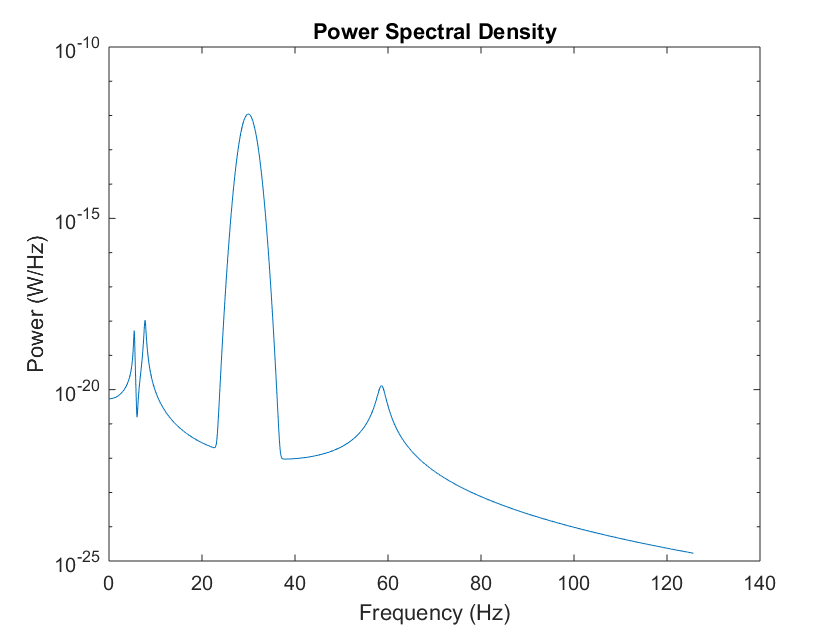 Power Spectral Density
10^-10
10^-15
10^-20
10^-25
Power (W/Hz)
0 20 40 60 80 100 120 140
Frequency (Hz)